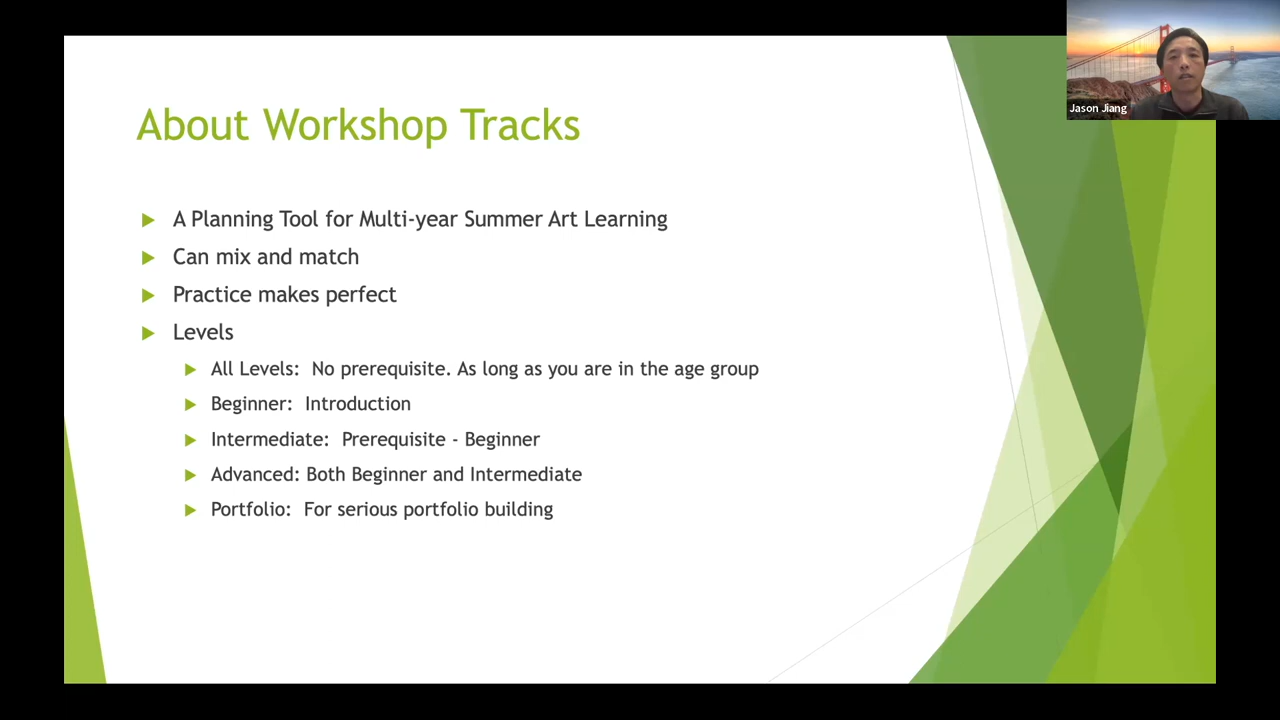 About Workshop Tracks
A Planning Tool for Multi-year Summer Art Learning
Can mix and match
Practice makes perfect
Levels
All Levels:  No prerequisite. As long as you are in the age group
Beginner:  Introduction
Intermediate:  Prerequisite - Beginner
Advanced: Both Beginner and Intermediate
Portfolio:  For serious portfolio building
Jason Jiang